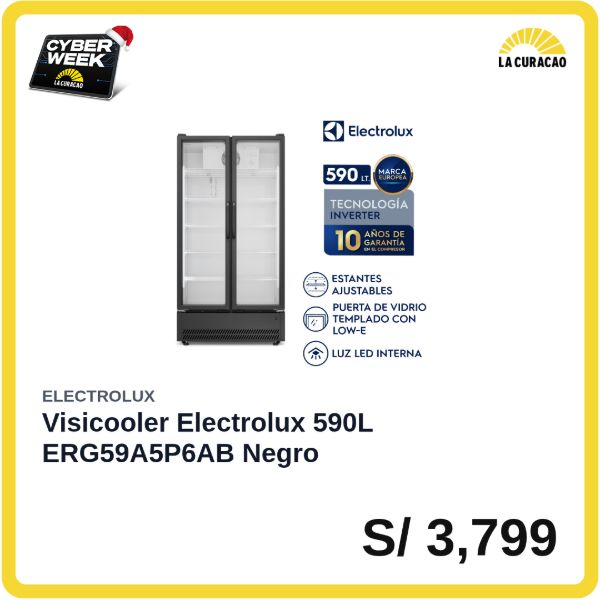 CYBER
WEEK
LA CURACAO
LA CURACAO
Electrolux
590 LT.
MARCA
EUROPEA
TECNOLOGÍA
INVERTER
10 AÑOS DE
GARANTÍA
EN EL COMPRESOR
ESTANTES
AJUSTABLES
PUERTA DE VIDRIO
TEMPLADO CON
LOW-E
LUZ LED INTERNA
ELECTROLUX
Visicooler Electrolux 590L
ERG59A5P6AB Negro
S/ 3,799